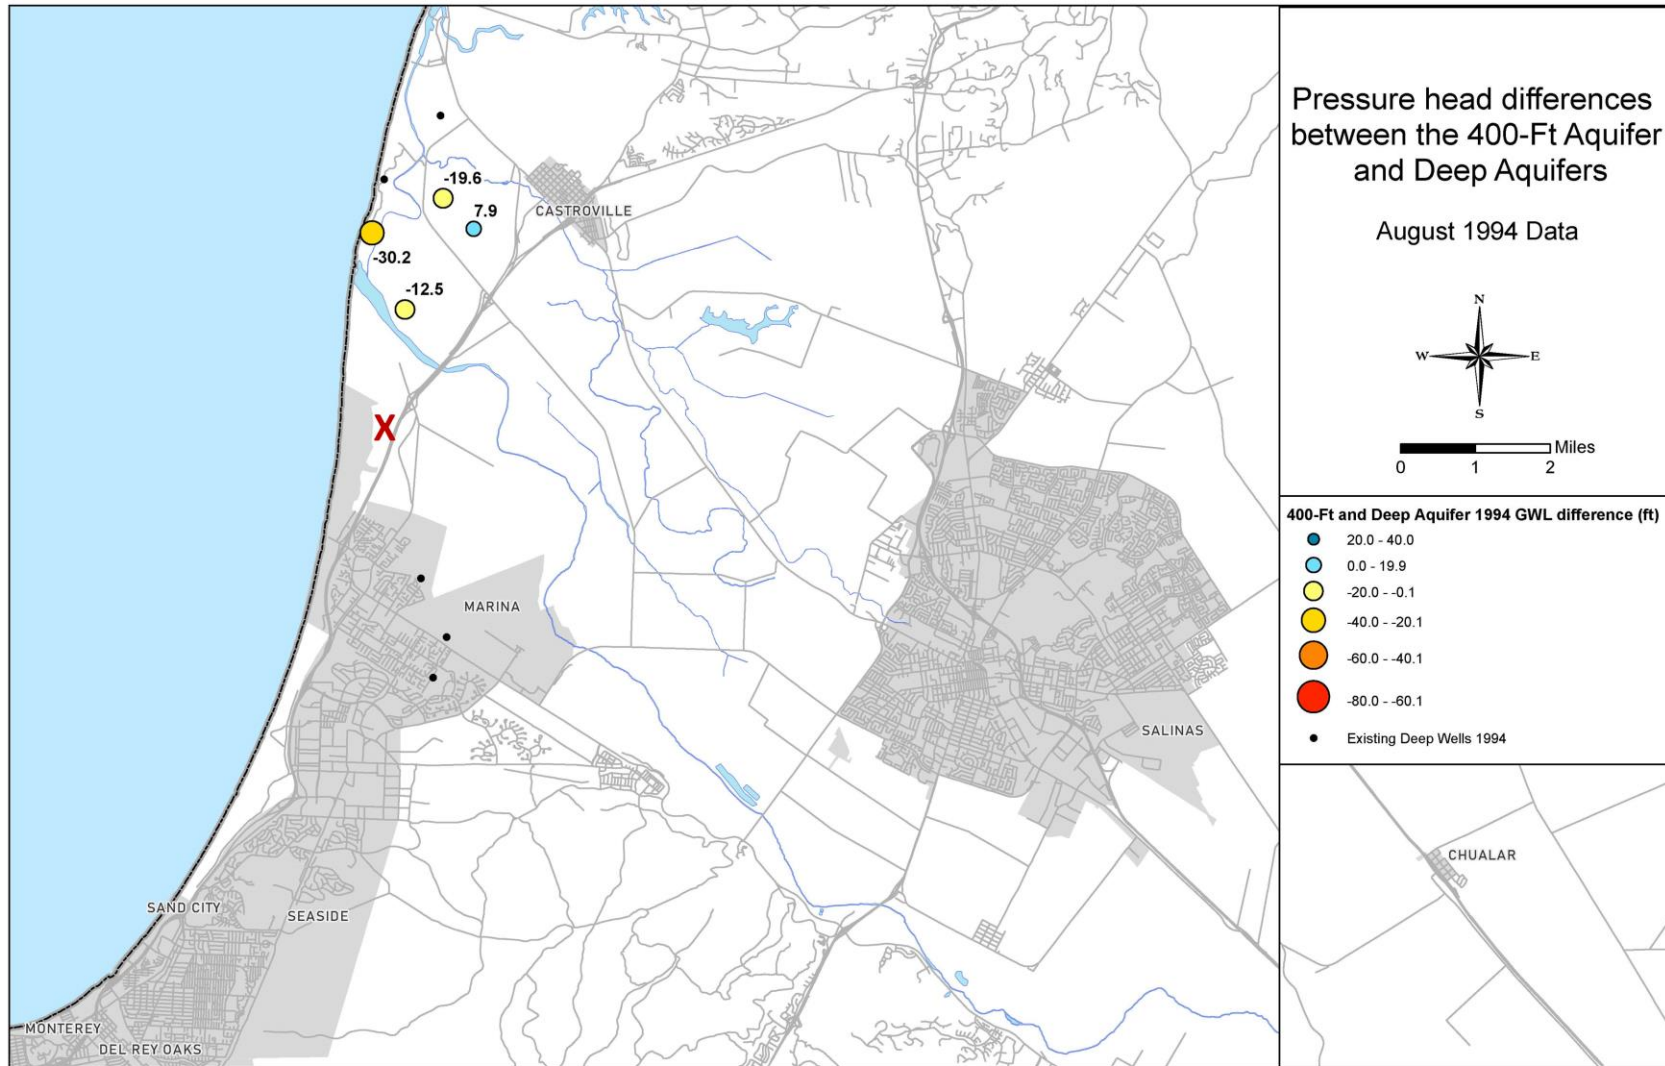 Pressure head differences
between the 400-Ft Aquifer
and Deep Aquifers
August 1994 Data
N
W
E
S
Miles
0
1
2
400-Ft and Deep Aquifer 1994 GWL difference (ft)
20.0 - 40.0
0.0 - 19.9
-20.0 - -0.1
-40.0 - -20.1
-60.0 - -40.1
-80.0 - -60.1
Existing Deep Wells 1994
-19.6
7.9
CASTROVILLE
-30.2
-12.5
X
MARINA
SALINAS
CHUALAR
SAND CITY
SEASIDE
MONTEREY
DEL REY OAKS